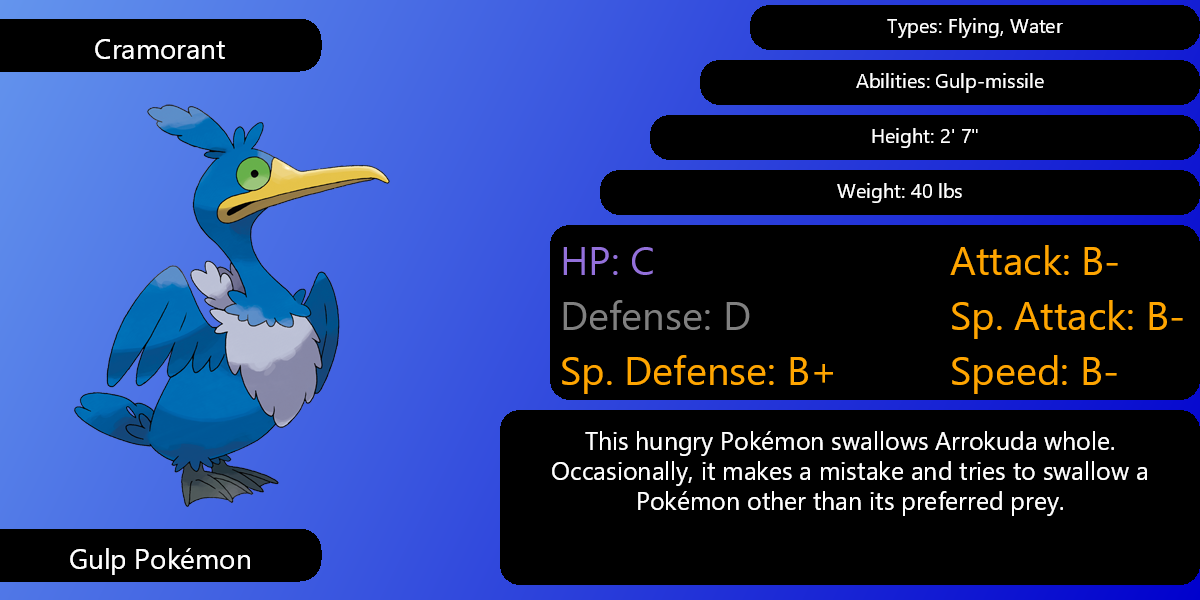 Cramorant
Types: Flying, Water
Abilities: Gulp-missile
Height: 2' 7"
Weight: 40 lbs
HP: C
Attack: B-
Defense: D
Sp. Attack: B-
Sp. Defense: B+
Speed: B-
This hungry Pokémon swallows Arrokuda whole.
Occasionally, it makes a mistake and tries to swallow a
Pokémon other than its preferred prey.
Gulp Pokémon